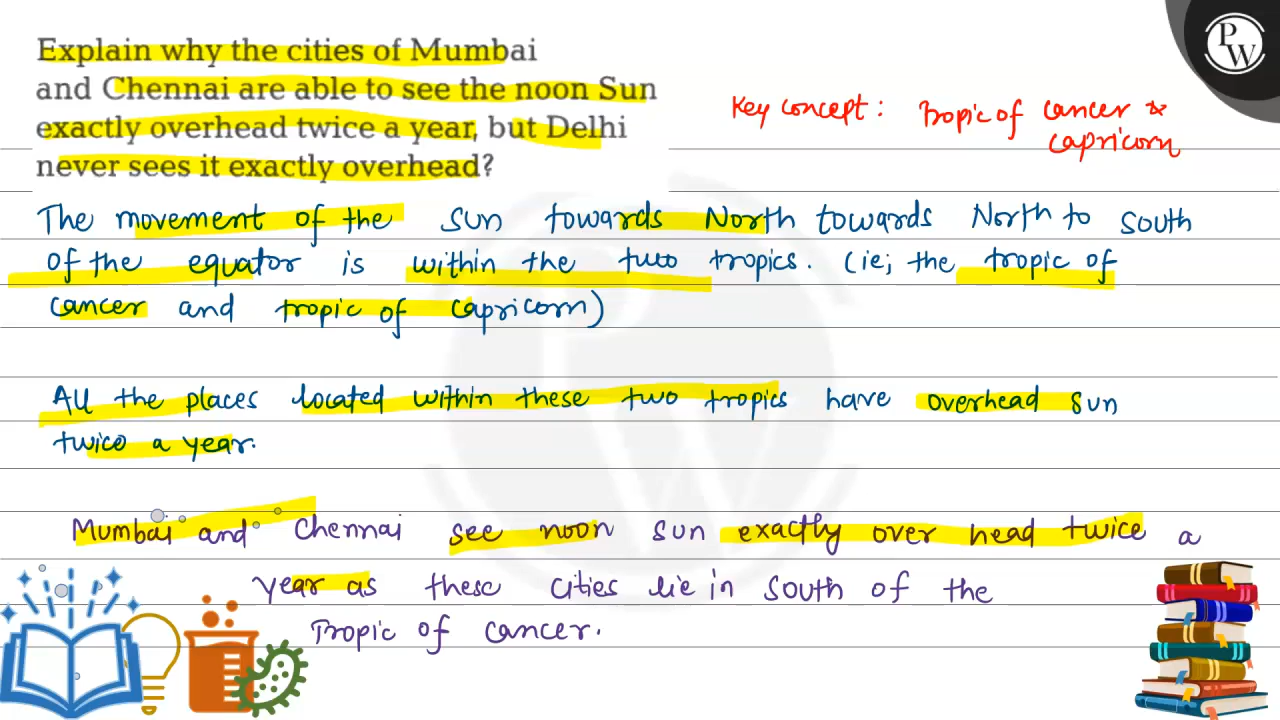 Explain why the cities of Mumbai
and Chennai are able to see the noon Sun
exactly overhead twice a year, but Delhi
never sees it exactly overhead?
PW
Key concept: Tropic of cancer &
capricorn
The movement of the sun towards North towards North to south
of the equator is within the two tropics. (ie; the tropic of
cancer and tropic of capricorn)
All the places located within these two tropics have overhead sun
twice a year.
Mumbai and Chennai see noon sun exactly over head twice a
year as these cities lie in south of the
Tropic of cancer.